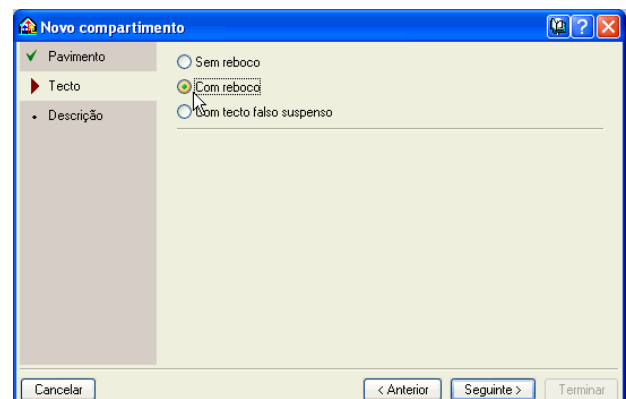 Novo compartimento
Pavimento
Tecto
Descrição
Sem reboco
Com reboco
Com tecto falso suspenso
Cancelar
< Anterior
Seguinte >
Terminar